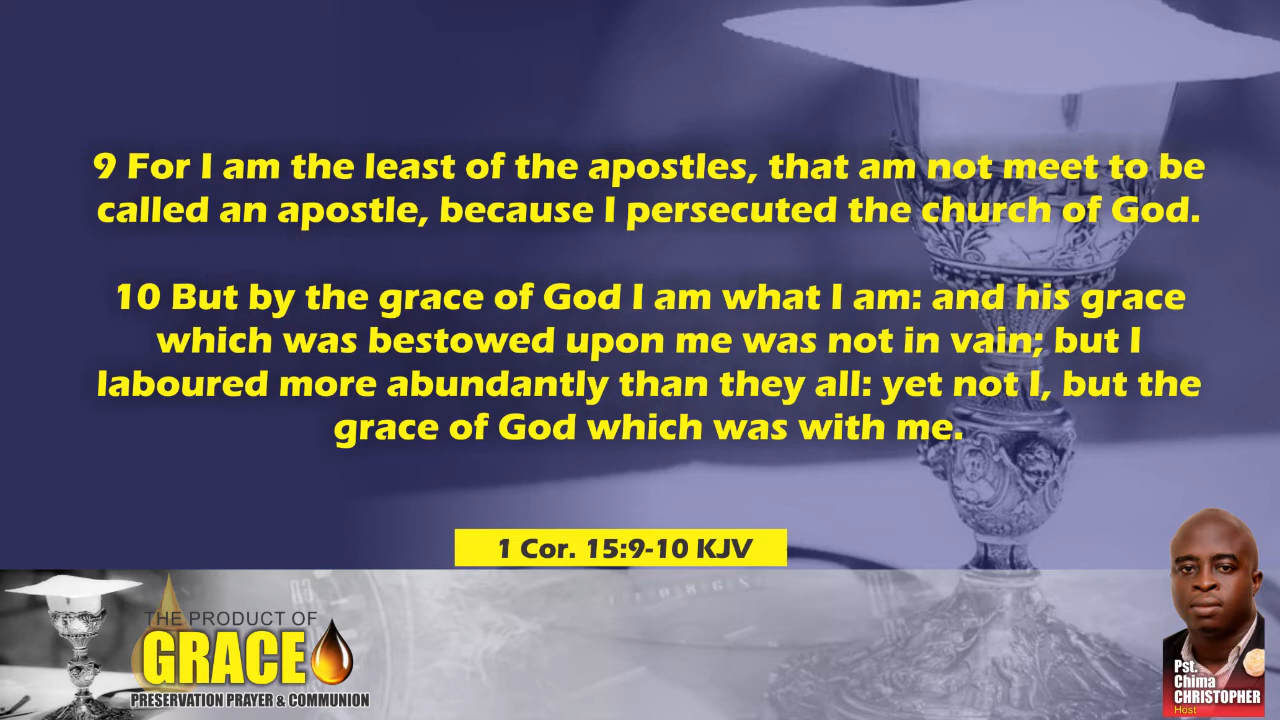 9 For I am the least of the apostles, that am not meet to be
called an apostle, because I persecuted the church of God.
10 But by the grace of God I am what I am: and his grace
which was bestowed upon me was not in vain; but I
laboured more abundantly than they all: yet not I, but the
grace of God which was with me.
1 Cor. 15:9-10 KJV
THE PRODUCT OF
GRACE
PRESERVATION PRAYER & COMMUNION
Pst.
Chima
CHRISTOPHER
Host